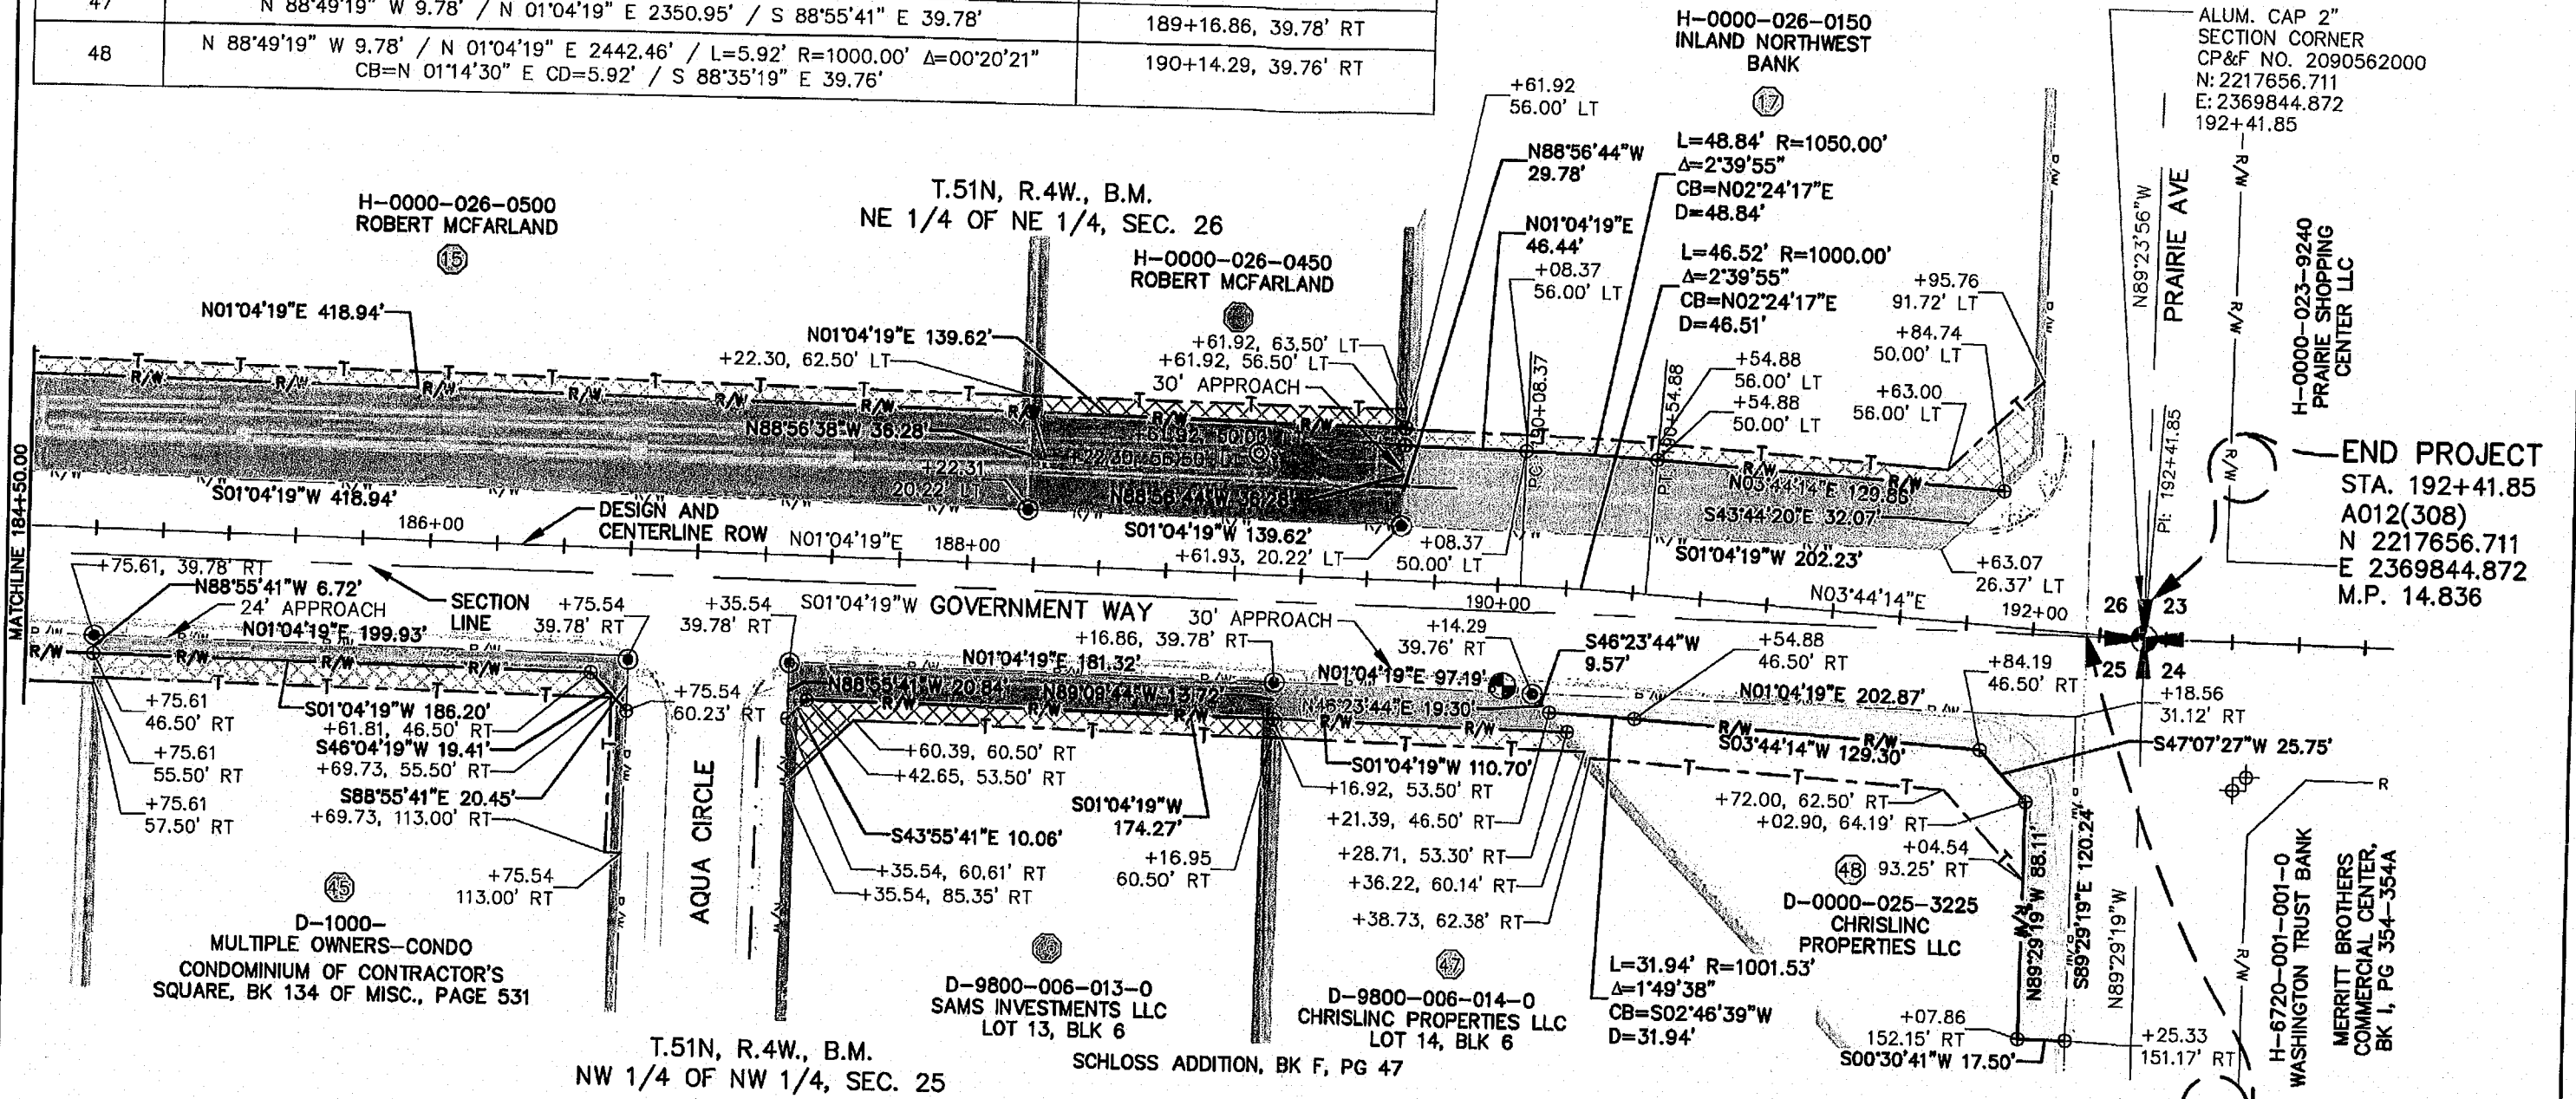 47
N 88°49'19" W 9.78' / N 01°04'19" E 2350.95' / S 88°55'41" E 39.78'
189+16.86, 39.78' RT
48
N 88°49'19" W 9.78' / N 01°04'19" E 2442.46' / L=5.92' R=1000.00' Δ=00°20'21"
CB=N 01°14'30" E CD=5.92' / S 88°35'19" E 39.76'
190+14.29, 39.76' RT
H-0000-026-0150
INLAND NORTHWEST
BANK
17
ALUM. CAP 2"
SECTION CORNER
CP&F NO. 2090562000
N: 2217656.711
E: 2369844.872
192+41.85
+61.92
56.00' LT
N88°56'44"W
29.78'
L=48.84' R=1050.00'
Δ=2°39'55"
CB=N02°24'17"E
D=48.84'
T.51N, R.4W., B.M.
NE 1/4 OF NE 1/4, SEC. 26
H-0000-026-0500
ROBERT MCFARLAND
15
H-0000-026-0450
ROBERT MCFARLAND
N01°04'19"E
46.44'
+08.37
56.00' LT
L=46.52' R=1000.00'
Δ=2°39'55"
CB=N02°24'17"E
D=46.51'
+95.76
91.72' LT
+84.74
50.00' LT
N89°23'56"W
PRAIRIE AVE
PI: 192+41.85
H-0000-023-9240
PRAIRIE SHOPPING
CENTER LLC
N01°04'19"E 418.94'
N01°04'19"E 139.62'
+22.30, 62.50' LT
+61.92, 63.50' LT
+61.92, 56.50' LT
30' APPROACH
190+08.37
PC
190+54.88
PT
+54.88
56.00' LT
+54.88
50.00' LT
+63.00
56.00' LT
END PROJECT
STA. 192+41.85
A012(308)
N 2217656.711
E 2369844.872
M.P. 14.836
MATCHLINE 184+50.00
N88°56'38"W 36.28'
+61.92, 50.00' LT
+22.30, 56.50' LT
+22.31
20.22' LT
N88°56'44"W 36.28'
N03°44'14"E 129.86'
S43°44'20"E 32.07'
S01°04'19"W 418.94'
186+00
DESIGN AND
CENTERLINE ROW
N01°04'19"E
188+00
S01°04'19"W 139.62'
+61.93, 20.22' LT
+08.37
50.00' LT
S01°04'19"W 202.23'
+63.07
26.37' LT
+75.61, 39.78' RT
N88°55'41"W 6.72'
24' APPROACH
N01°04'19"E 199.93'
SECTION
LINE
+75.54
39.78' RT
+35.54
39.78' RT
S01°04'19"W
GOVERNMENT WAY
30' APPROACH
190+00
N03°44'14"E
192+00
26
23
25
24
+16.86, 39.78' RT
N01°04'19"E 181.32'
+14.29
39.76' RT
N01°04'19"E 97.19'
S46°23'44"W
9.57'
+54.88
46.50' RT
+84.19
46.50' RT
N01°04'19"E 202.87'
+18.56
31.12' RT
+75.61
46.50' RT
S01°04'19"W 186.20'
+61.81, 46.50' RT
S46°04'19"W 19.41'
+69.73, 55.50' RT
+75.61
55.50' RT
+75.61
57.50' RT
S88°55'41"E 20.45'
+69.73, 113.00' RT
+75.54
113.00' RT
+75.54
60.23' RT
AQUA CIRCLE
N88°55'41"W 20.84'
N89°09'44"W 13.72'
N46°23'44"E 19.30'
+60.39, 60.50' RT
+42.65, 53.50' RT
S01°04'19"W
174.27'
S43°55'41"E 10.06'
+35.54, 60.61' RT
+35.54, 85.35' RT
+16.95
60.50' RT
S01°04'19"W 110.70'
+16.92, 53.50' RT
+21.39, 46.50' RT
+28.71, 53.30' RT
+36.22, 60.14' RT
+38.73, 62.38' RT
S03°44'14"W 129.30'
+72.00, 62.50' RT
+02.90, 64.19' RT
S47°07'27"W 25.75'
+04.54
93.25' RT
48
D-0000-025-3225
CHRISLINC
PROPERTIES LLC
N89°29'19"W 88.11'
S89°29'19"E 120.24'
N89°29'19"W
H-6720-001-001-0
WASHINGTON TRUST BANK
MERRITT BROTHERS
COMMERCIAL CENTER,
BK I, PG 354-354A
45
D-1000-
MULTIPLE OWNERS-CONDO
CONDOMINIUM OF CONTRACTOR'S
SQUARE, BK 134 OF MISC., PAGE 531
D-9800-006-013-0
SAMS INVESTMENTS LLC
LOT 13, BLK 6
47
D-9800-006-014-0
CHRISLINC PROPERTIES LLC
LOT 14, BLK 6
SCHLOSS ADDITION, BK F, PG 47
L=31.94' R=1001.53'
Δ=1°49'38"
CB=S02°46'39"W
D=31.94'
+07.86
152.15' RT
S00°30'41"W 17.50'
+25.33
151.17' RT
T.51N, R.4W., B.M.
NW 1/4 OF NW 1/4, SEC. 25